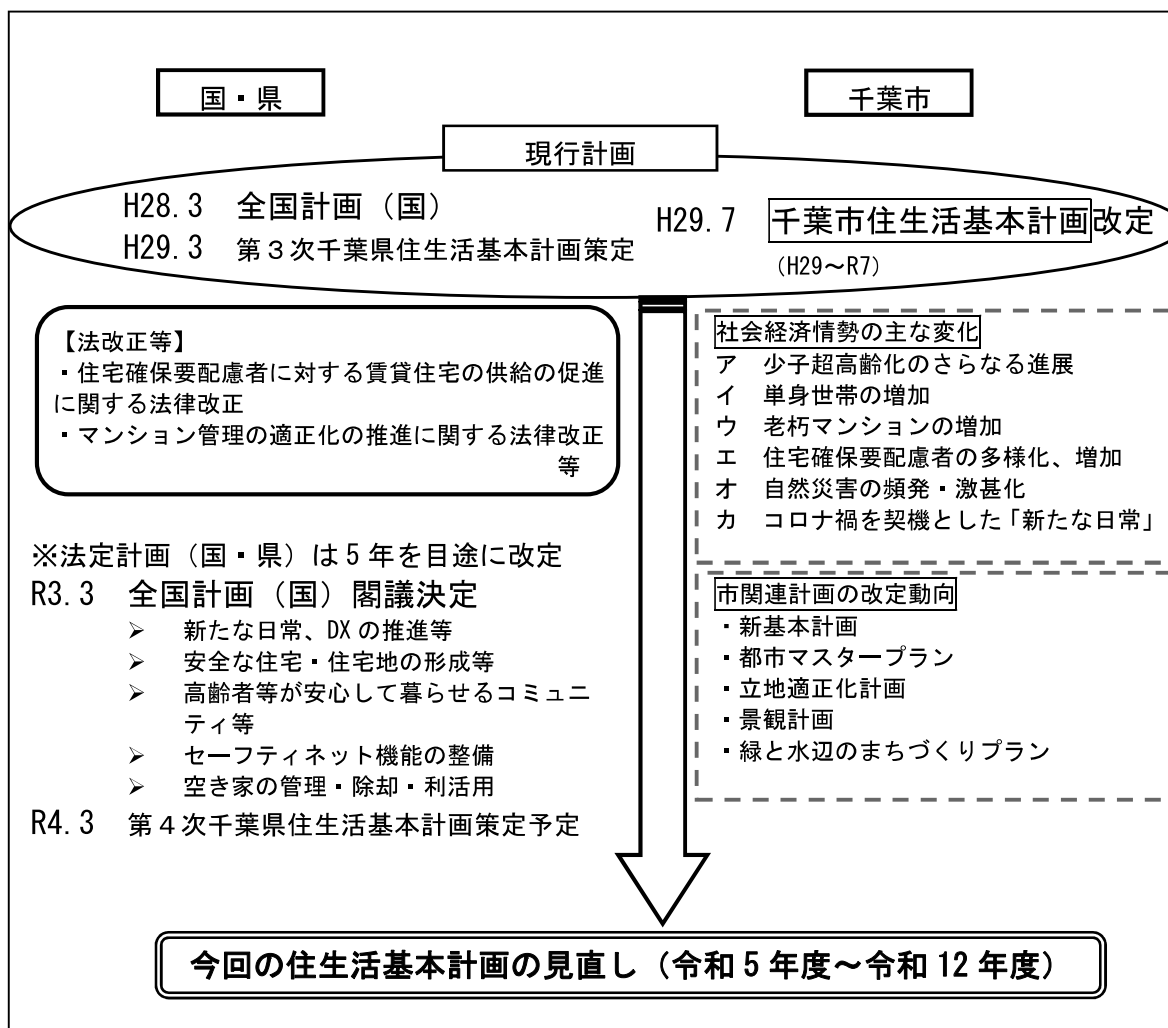 国・県
千葉市
現行計画
H28.3 全国計画（国）
H29.3 第３次千葉県住生活基本計画策定
H29.7 千葉市住生活基本計画改定
（H29～R7）
【法改正等】
・住宅確保要配慮者に対する賃貸住宅の供給の促進
に関する法律改正
・マンション管理の適正化の推進に関する法律改正
等
※法定計画（国・県）は５年を目途に改定
R3.3 全国計画（国）閣議決定
➢ 新たな日常、DX の推進等
➢ 安全な住宅・住宅地の形成等
➢ 高齢者等が安心して暮らせるコミュニ
ティ等
➢ セーフティネット機能の整備
➢ 空き家の管理・除却・利活用
R4.3 第４次千葉県住生活基本計画策定予定
社会経済情勢の主な変化
ア 少子超高齢化のさらなる進展
イ 単身世帯の増加
ウ 老朽マンションの増加
エ 住宅確保要配慮者の多様化、増加
オ 自然災害の頻発・激甚化
カ コロナ禍を契機とした「新たな日常」
市関連計画の改定動向
・新基本計画
・都市マスタープラン
・立地適正化計画
・景観計画
・緑と水辺のまちづくりプラン
今回の住生活基本計画の見直し（令和５年度～令和 12 年度）